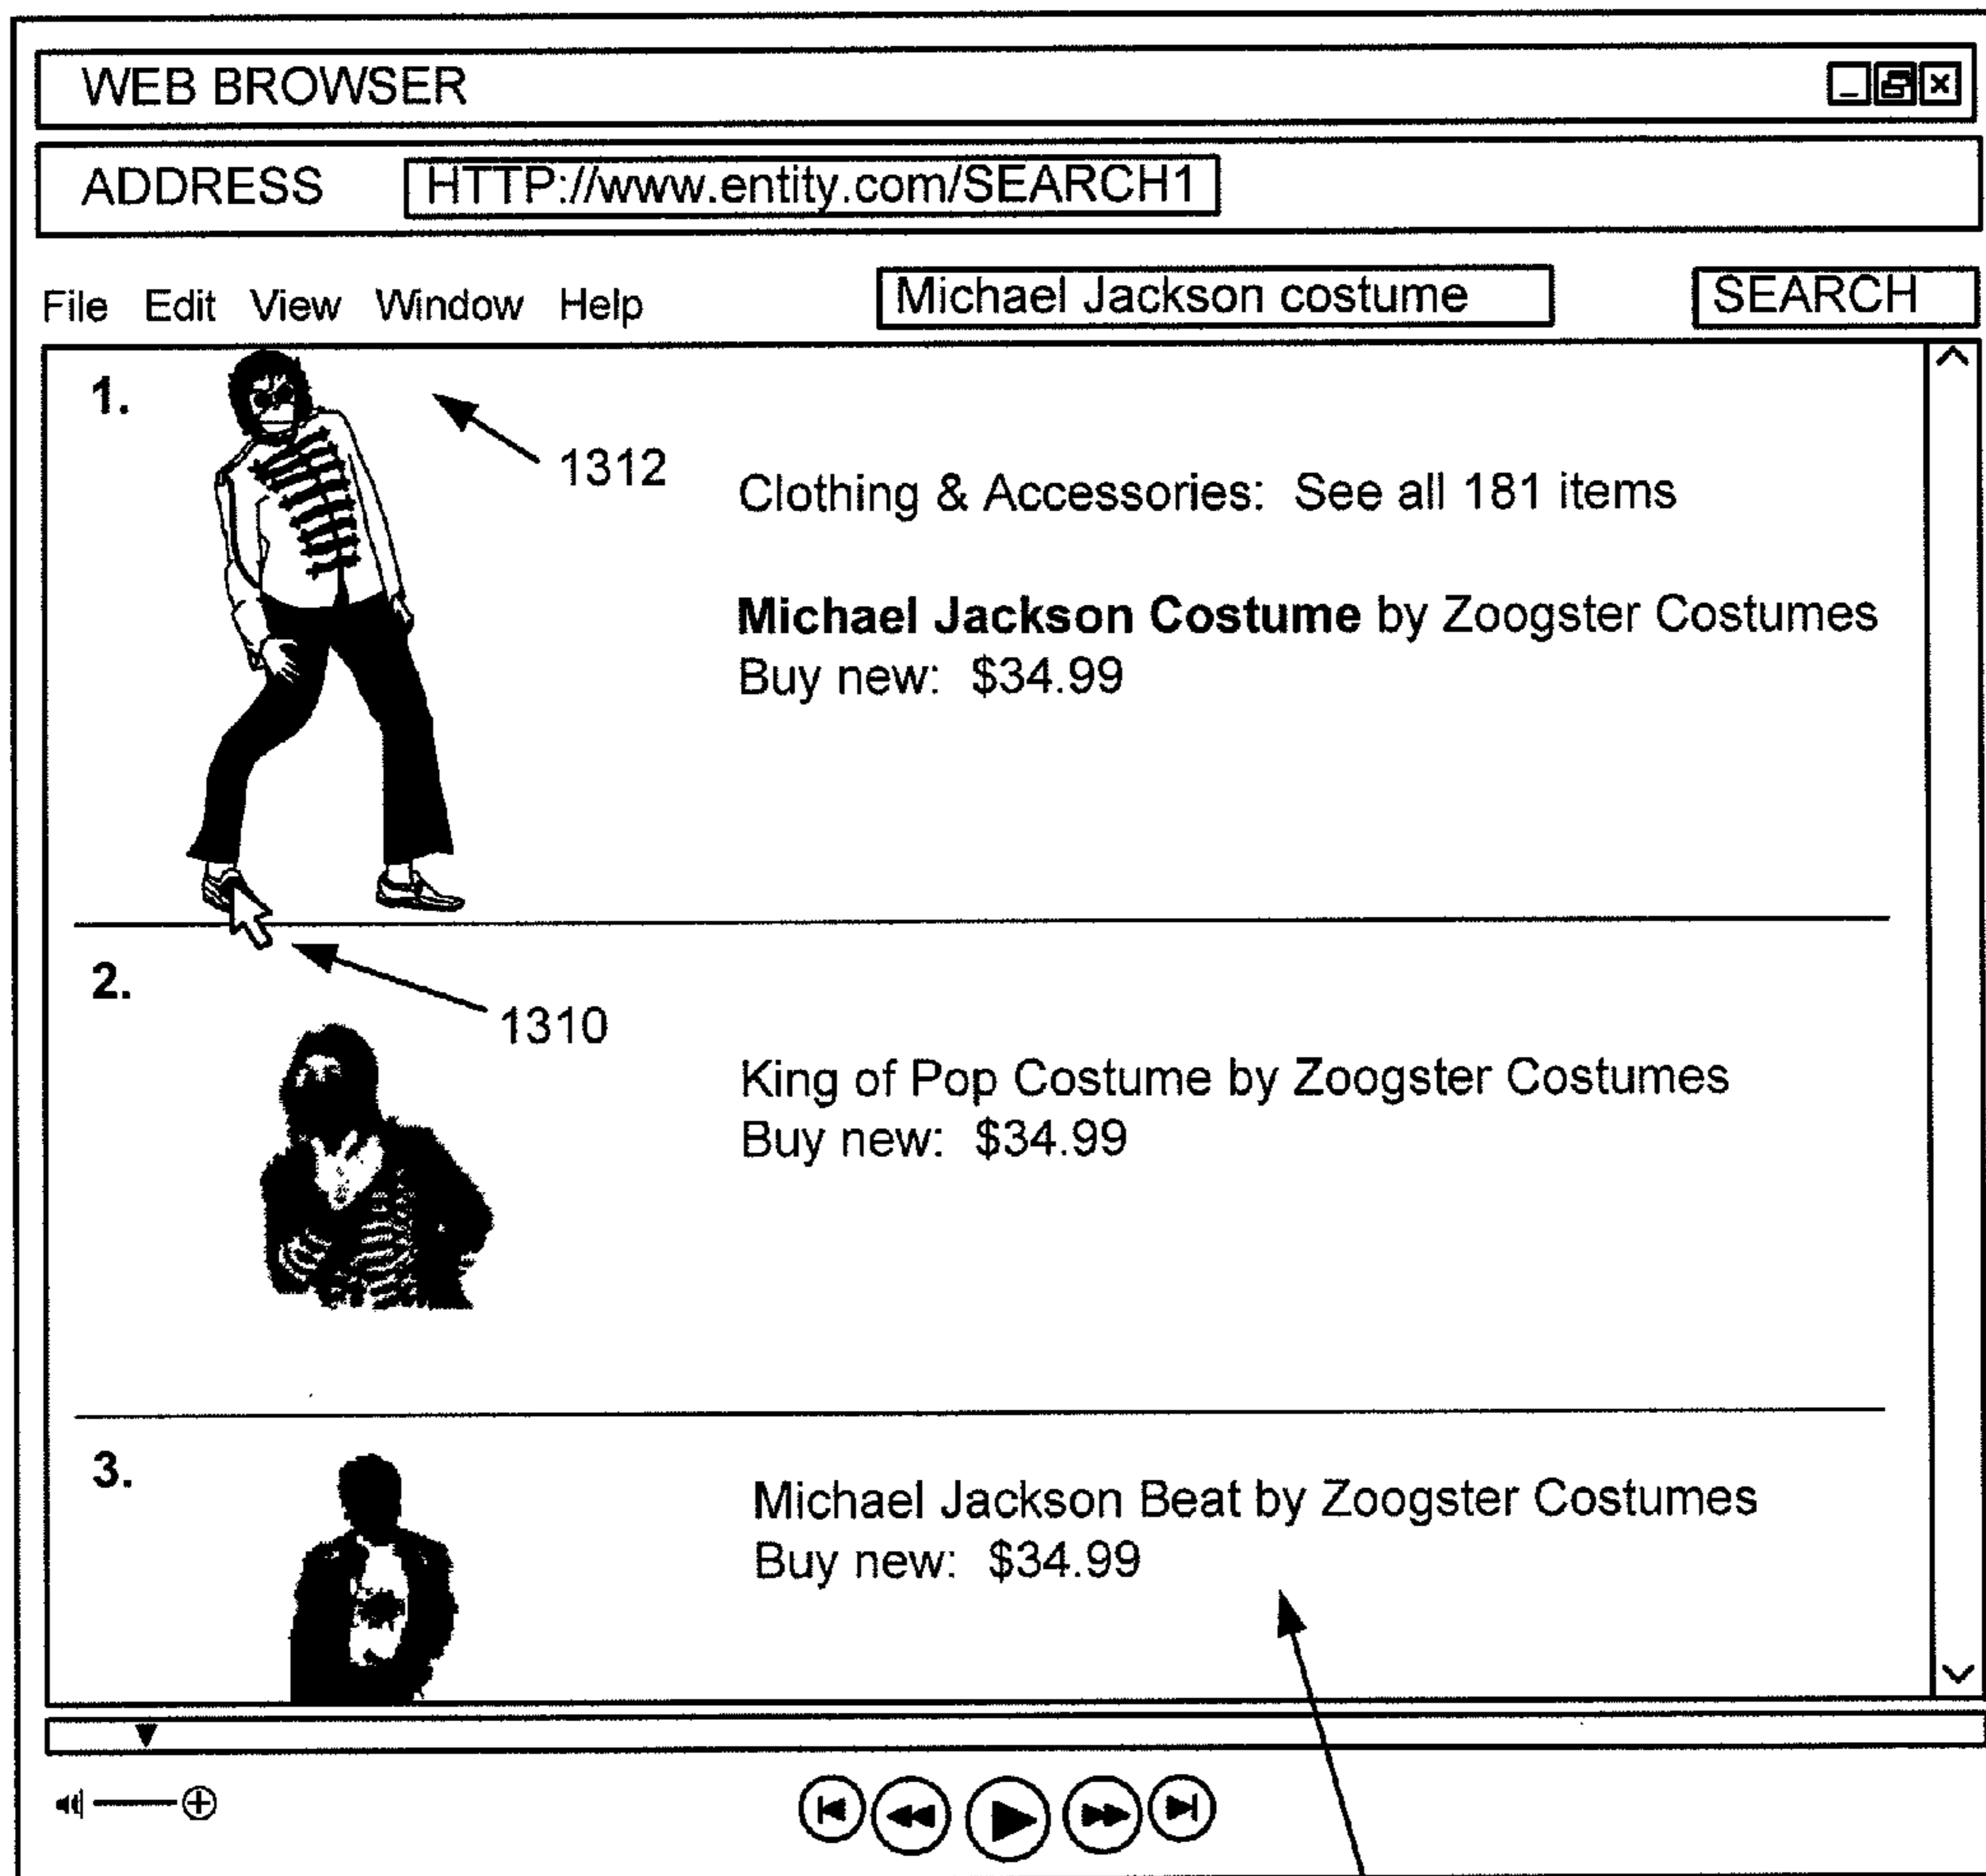 WEB BROWSER
ADDRESS HTTP://www.entity.com/SEARCH1
File Edit View Window Help Michael Jackson costume SEARCH
1.
1312
Clothing & Accessories: See all 181 items
Michael Jackson Costume by Zoogster Costumes
Buy new: $34.99
2.
1310
King of Pop Costume by Zoogster Costumes
Buy new: $34.99
3.
Michael Jackson Beat by Zoogster Costumes
Buy new: $34.99